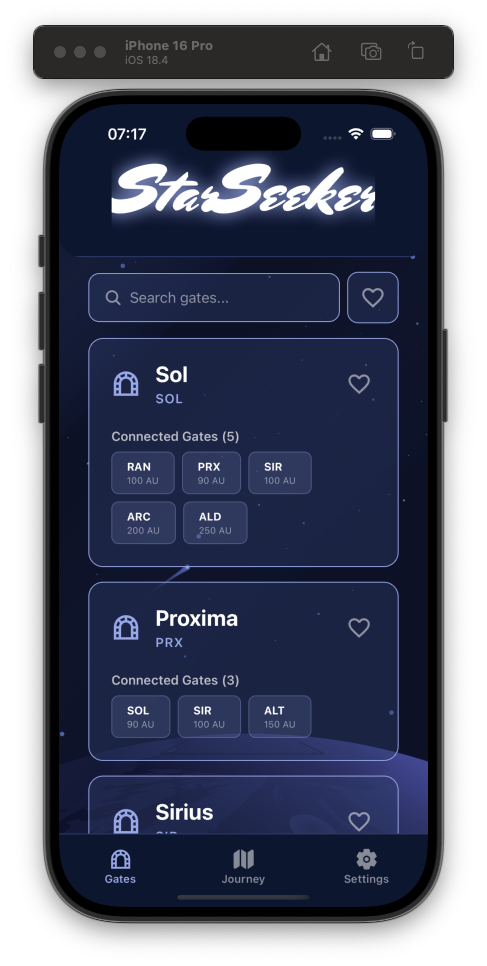 iPhone 16 Pro
iOS 18.4
07:17
StarSeeker
Search gates...
Sol
SOL
Connected Gates (5)
RAN PRX SIR
100 AU 90 AU 100 AU
ARC ALD
200 AU 250 AU
Proxima
PRX
Connected Gates (3)
SOL SIR ALT
90 AU 100 AU 150 AU
Sirius
Gates Journey Settings